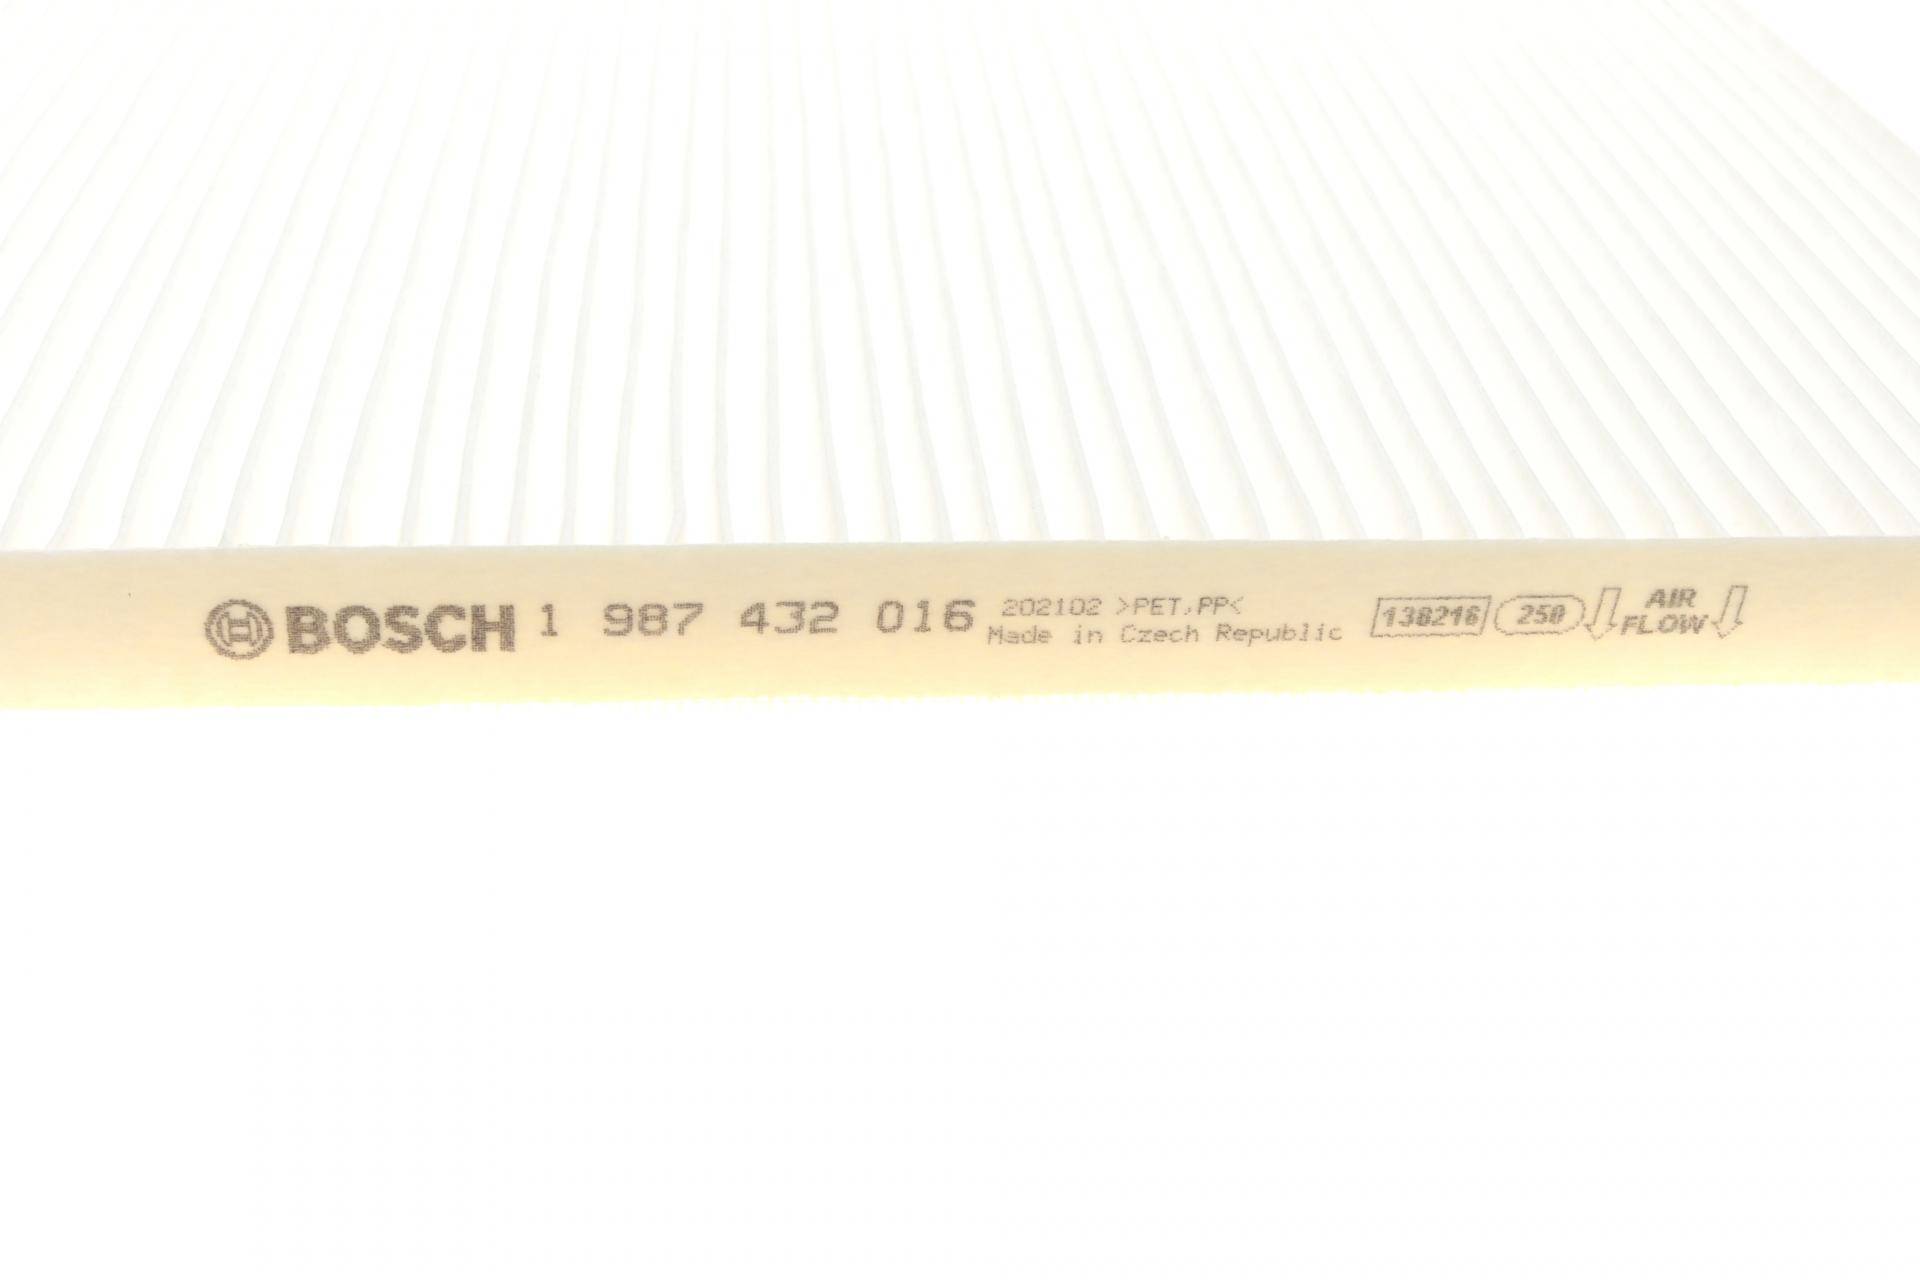 BOSCH 1 987 432 016
202102 >PET,PP<
Made in Czech Republic
138216 250
AIR
FLOW